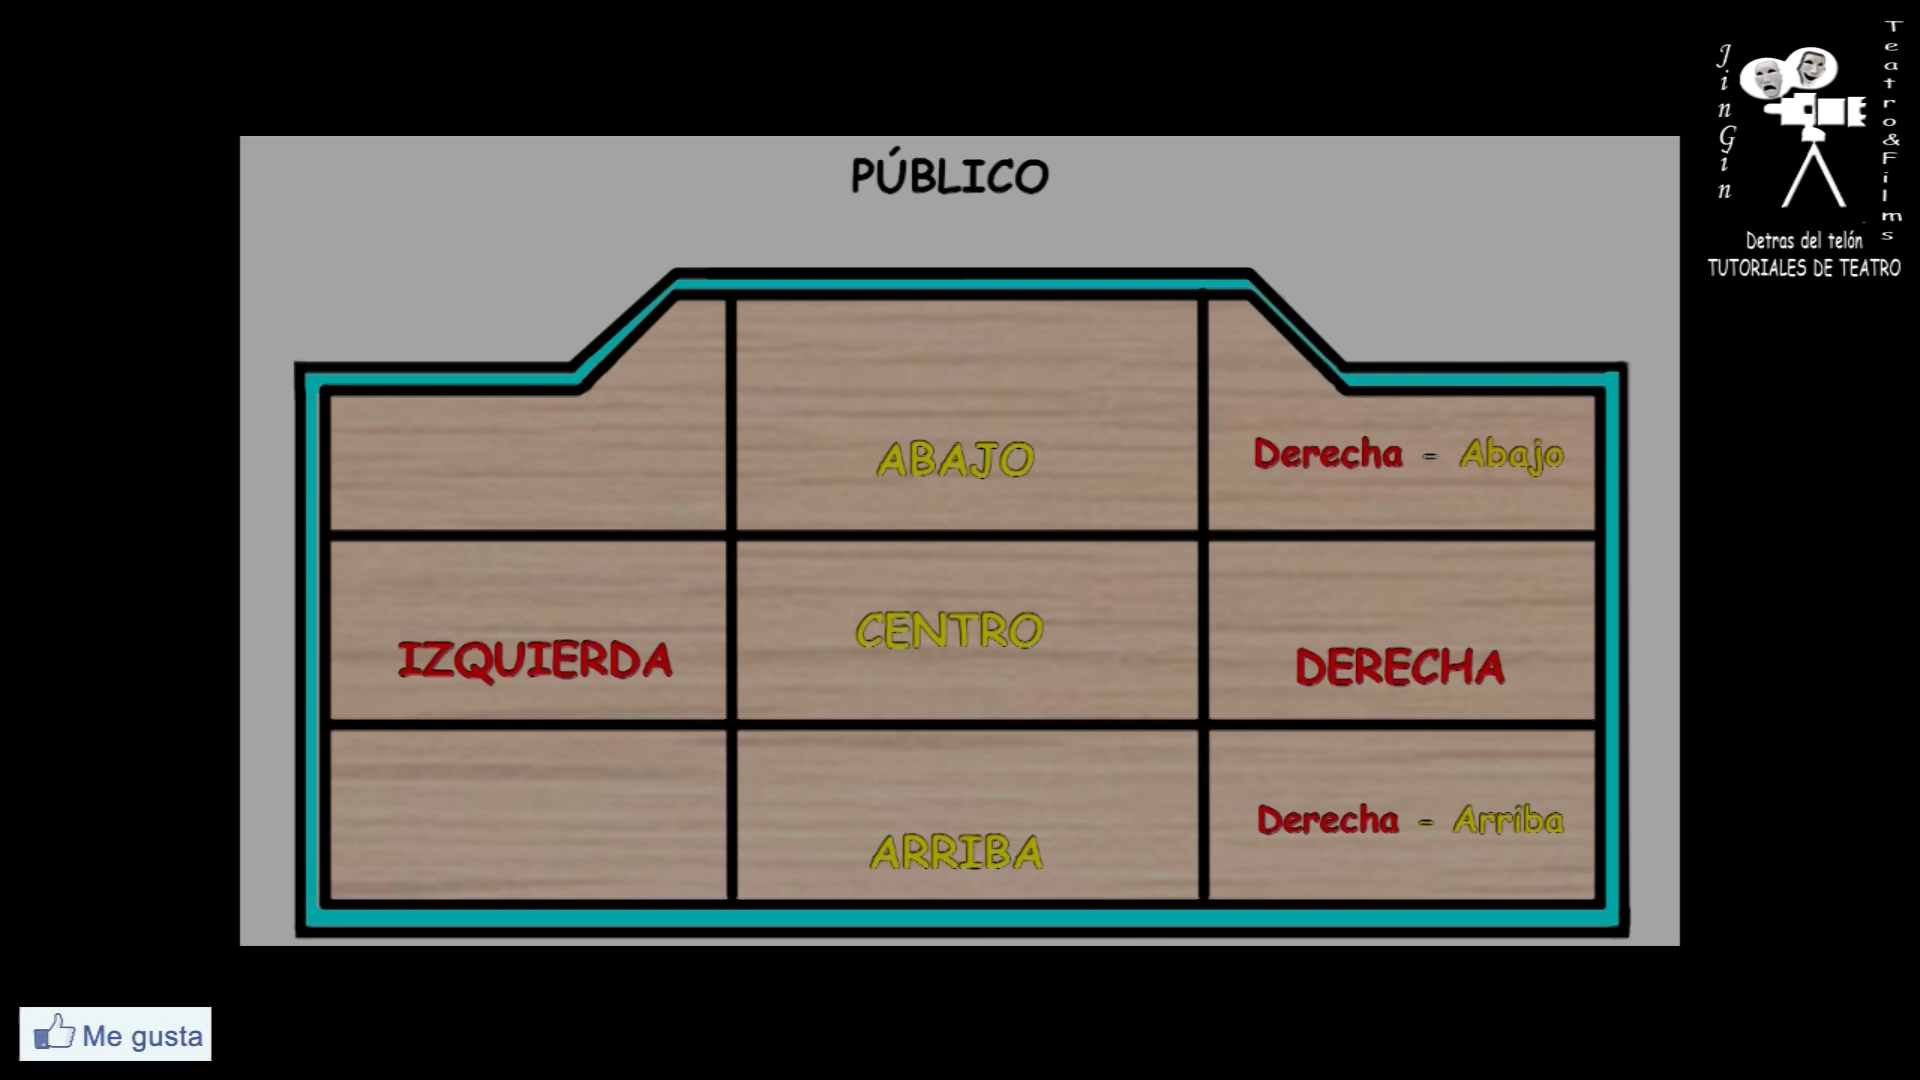 PÚBLICO
ABAJO
Derecha - Abajo
IZQUIERDA
CENTRO
DERECHA
ARRIBA
Derecha - Arriba
JinGin
Teatro&Films
Detras del telón
TUTORIALES DE TEATRO
Me gusta